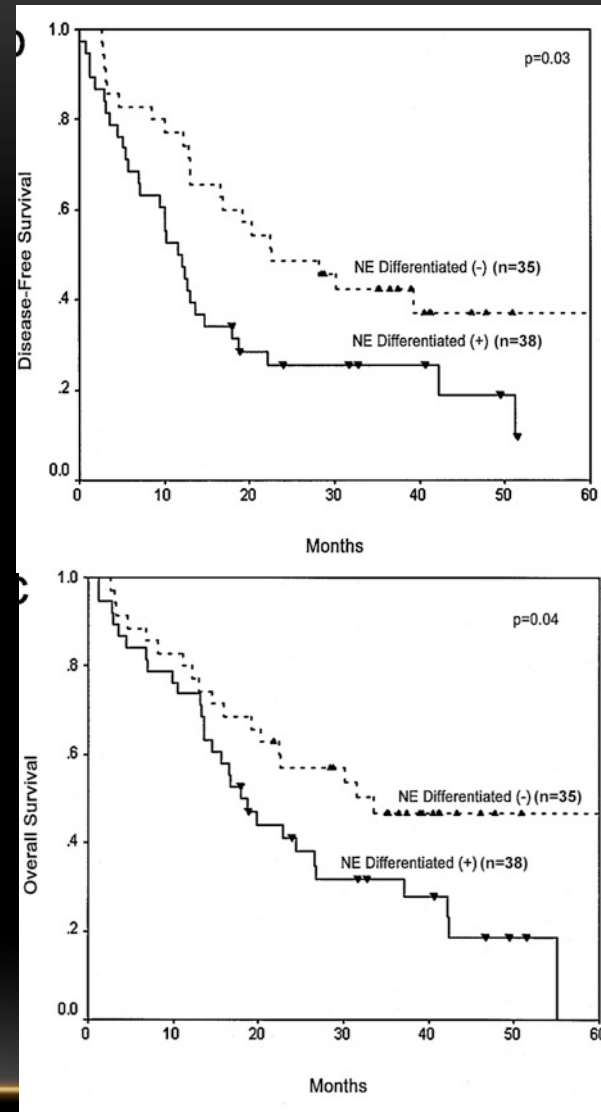 p=0.03
1.0
.8
.6
.4
.2
0.0
Disease-Free Survival
NE Differentiated (-) (n=35)
NE Differentiated (+) (n=38)
0 10 20 30 40 50 60
Months
p=0.04
1.0
.8
.6
.4
.2
0.0
Overall Survival
NE Differentiated (-) (n=35)
NE Differentiated (+) (n=38)
0 10 20 30 40 50 60
Months